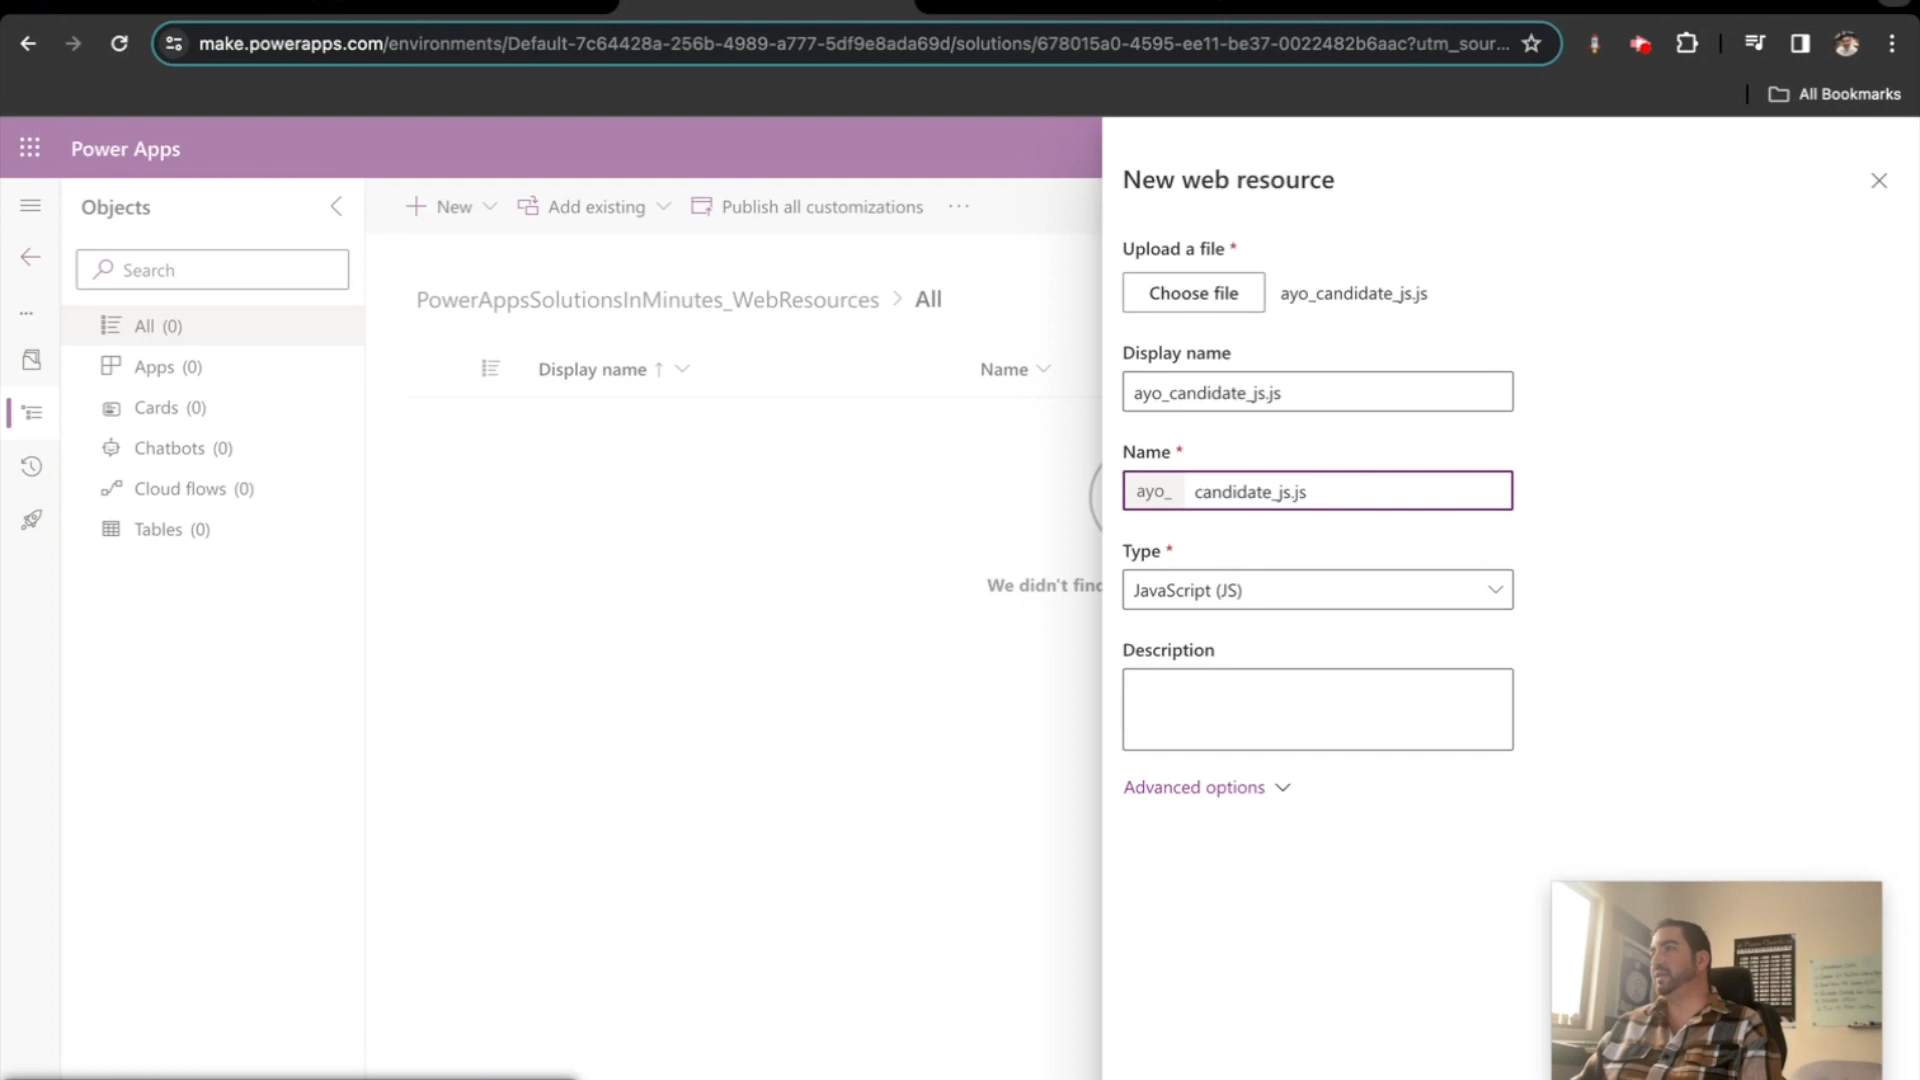 make.powerapps.com/environments/Default-7c64428a-256b-4989-a777-5df9e8ada69d/solutions/678015a0-4595-ee11-be37-0022482b6aac?utm_sour...
All Bookmarks
Power Apps
Objects
Search
All (0)
Apps (0)
Cards (0)
Chatbots (0)
Cloud flows (0)
Tables (0)
New
Add existing
Publish all customizations
PowerAppsSolutionsInMinutes_WebResources > All
Display name
Name
We didn't find
New web resource
Upload a file *
Choose file ayo_candidate_js.js
Display name
ayo_candidate_js.js
Name *
ayo_ candidate_js.js
Type *
JavaScript (JS)
Description
Advanced options